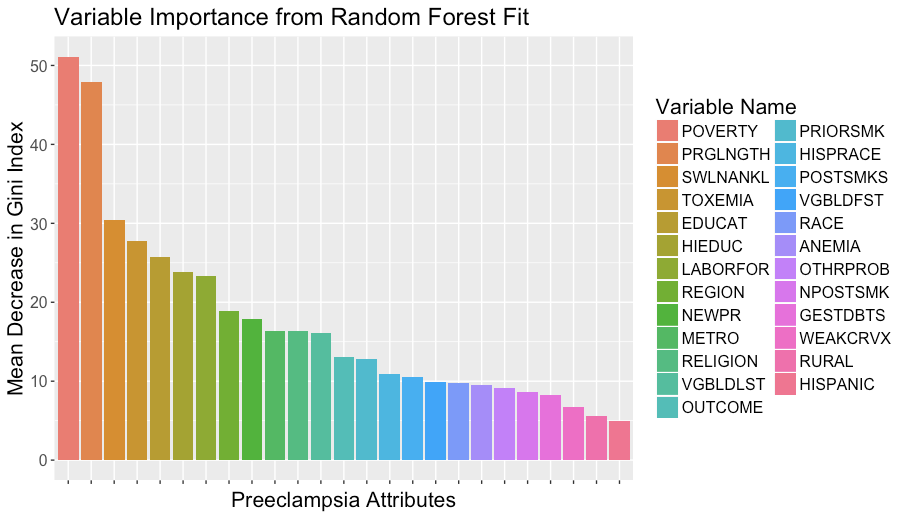 Variable Importance from Random Forest Fit
Mean Decrease in Gini Index
50
40
30
20
10
0
Preeclampsia Attributes
Variable Name
POVERTY
PRGLNGTH
SWLNANKL
TOXEMIA
EDUCAT
HIEDUC
LABORFOR
REGION
NEWPR
METRO
RELIGION
VGBLDLST
OUTCOME
PRIORSMK
HISPRACE
POSTSMKS
VGBLDFST
RACE
ANEMIA
OTHRPROB
NPOSTSMK
GESTDBTS
WEAKCRVX
RURAL
HISPANIC